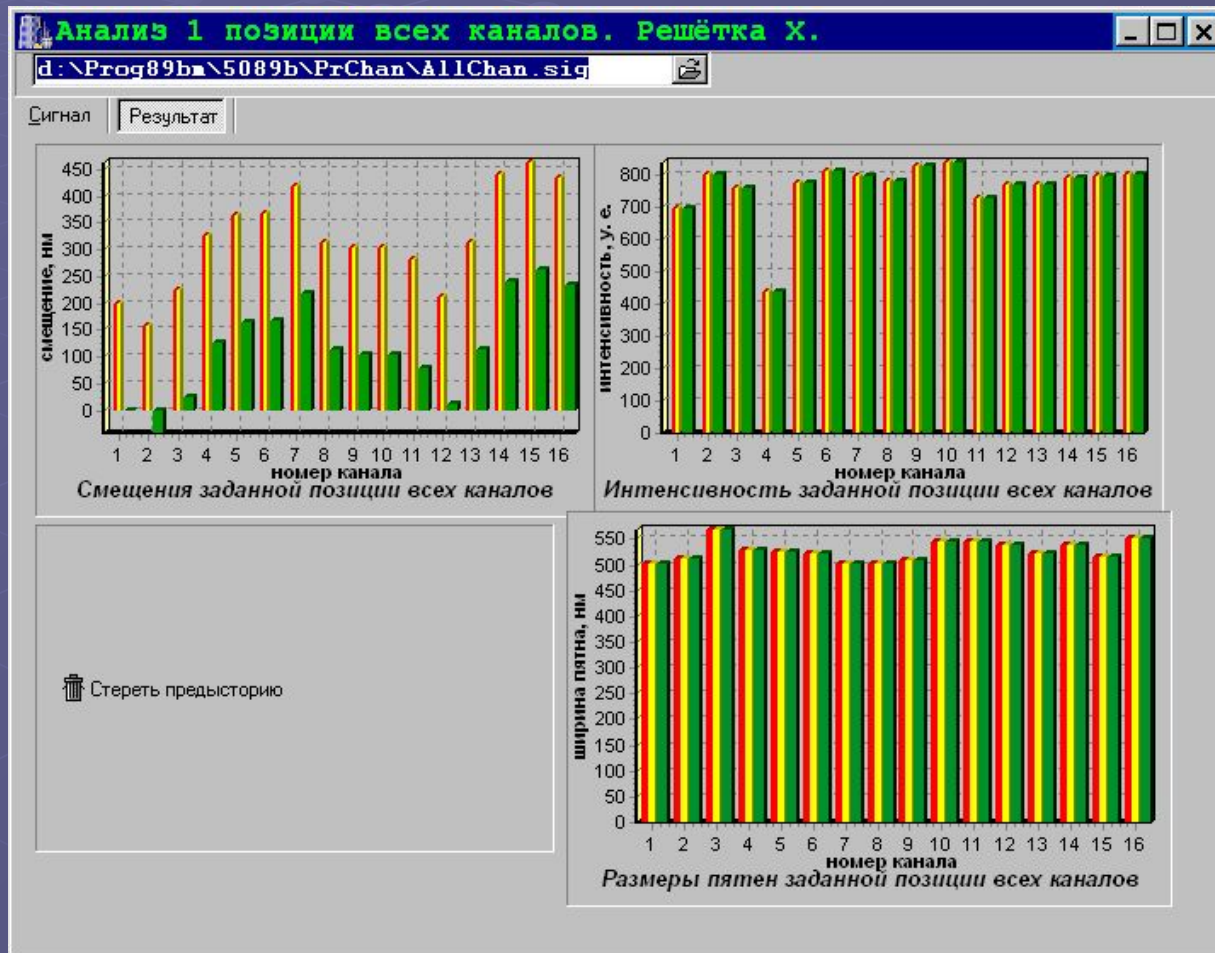 Анализ 1 позиции всех каналов. Решётка X.
d:\Prog89bm\5089b\PrChan\AllChan.sig
Сигнал Результат
смещение, нм
450
400
350
300
250
200
150
100
50
0
1 2 3 4 5 6 7 8 9 10 11 12 13 14 15 16
номер канала
Смещения заданной позиции всех каналов
интенсивность, у. е.
800
700
600
500
400
300
200
100
0
1 2 3 4 5 6 7 8 9 10 11 12 13 14 15 16
номер канала
Интенсивность заданной позиции всех каналов
Стереть предысторию
ширина пятна, нм
550
500
450
400
350
300
250
200
150
100
50
0
1 2 3 4 5 6 7 8 9 10 11 12 13 14 15 16
номер канала
Размеры пятен заданной позиции всех каналов